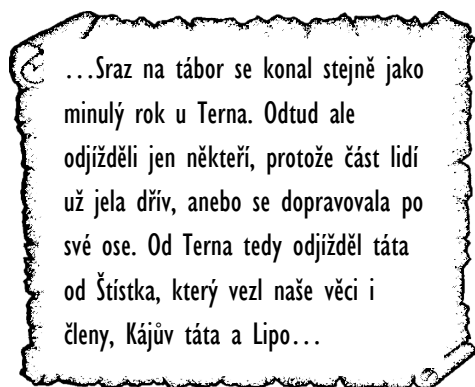 …Sraz na tábor se konal stejně jako
minulý rok u Terna. Odtud ale
odjížděli jen někteří, protože část lidí
už jela dřív, anebo se dopravovala po
své ose. Od Terna tedy odjížděl táta
od Štístka, který vezl naše věci i
členy, Kájův táta a Lipo…